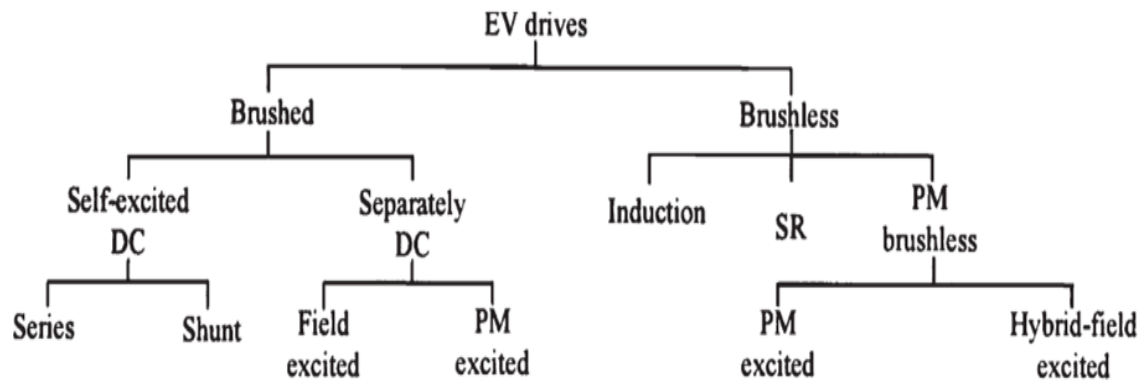 EV drives
Brushed
Brushless
Self-excited
DC
Separately
DC
Induction
SR
PM
brushless
Series
Shunt
Field
excited
PM
excited
PM
excited
Hybrid-field
excited